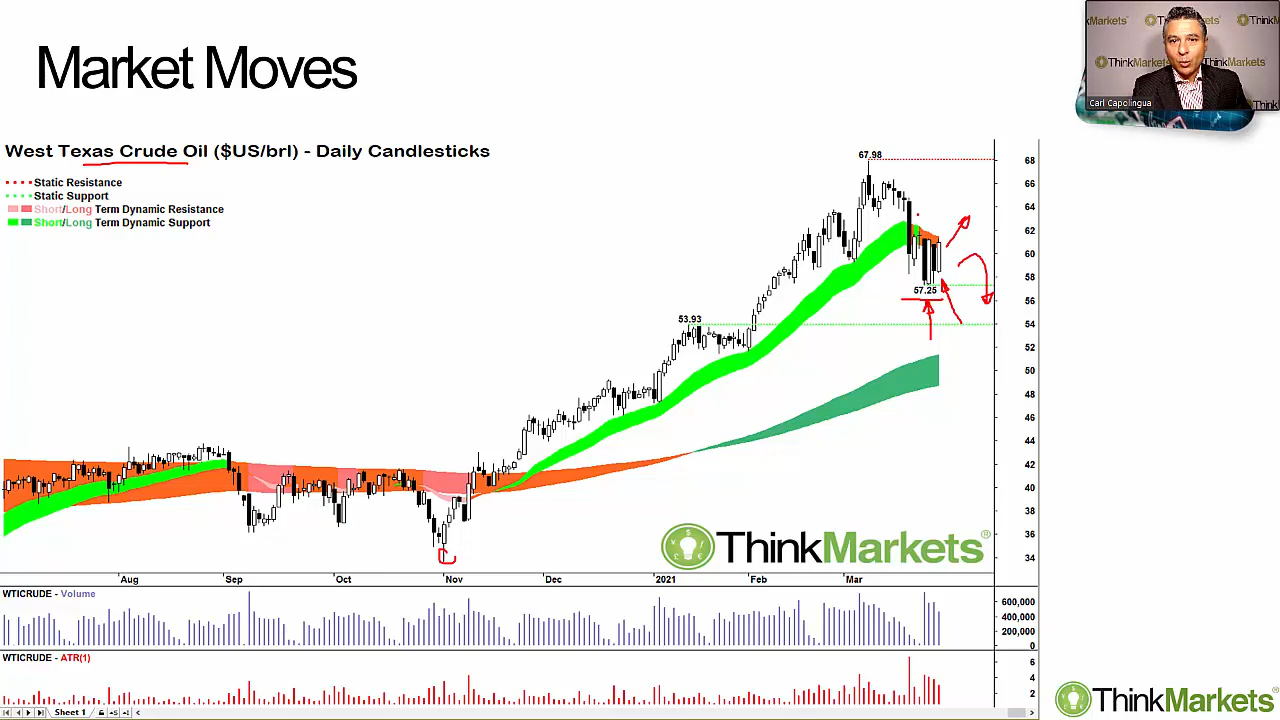 Market Moves
kMarkets
ThinkMarkets
ThinkMarkets
Carl Capolingua
West Texas Crude Oil ($US/brl) - Daily Candlesticks
Static Resistance
Static Support
Short/Long Term Dynamic Resistance
Short/Long Term Dynamic Support
67.98
57.25
53.93
68
66
64
62
60
58
56
54
52
50
48
46
44
42
40
38
36
34
ThinkMarkets®
Aug Sep Oct Nov Dec 2021 Feb Mar
WTICRUDE - Volume
600,000
400,000
200,000
0
WTICRUDE - ATR(1)
6
4
2
Sheet 1
ThinkMarkets®